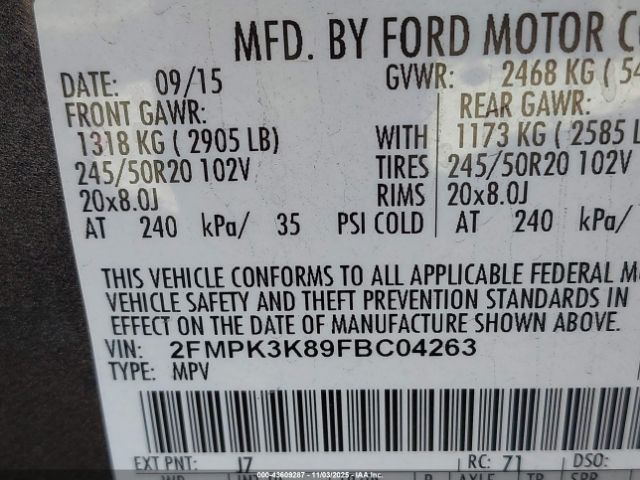 MFD. BY FORD MOTOR
DATE: 09/15 GVWR: 2468 KG (
FRONT GAWR: REAR GAWR:
1318 KG ( 2905 LB) WITH 1173 KG ( 2585
245/50R20 102V TIRES 245/50R20 102V
20x8.0J RIMS 20x8.0J
AT 240 kPa/ 35 PSI COLD AT 240 kPa/
THIS VEHICLE CONFORMS TO ALL APPLICABLE FEDERAL
VEHICLE SAFETY AND THEFT PREVENTION STANDARDS IN
EFFECT ON THE DATE OF MANUFACTURE SHOWN ABOVE.
VIN: 2FMPK3K89FBC04263
TYPE: MPV
EXT PNT: J7 RC: 71 DSO:
© IAA - 43609287 - 11/03/2025 - IAAI.com